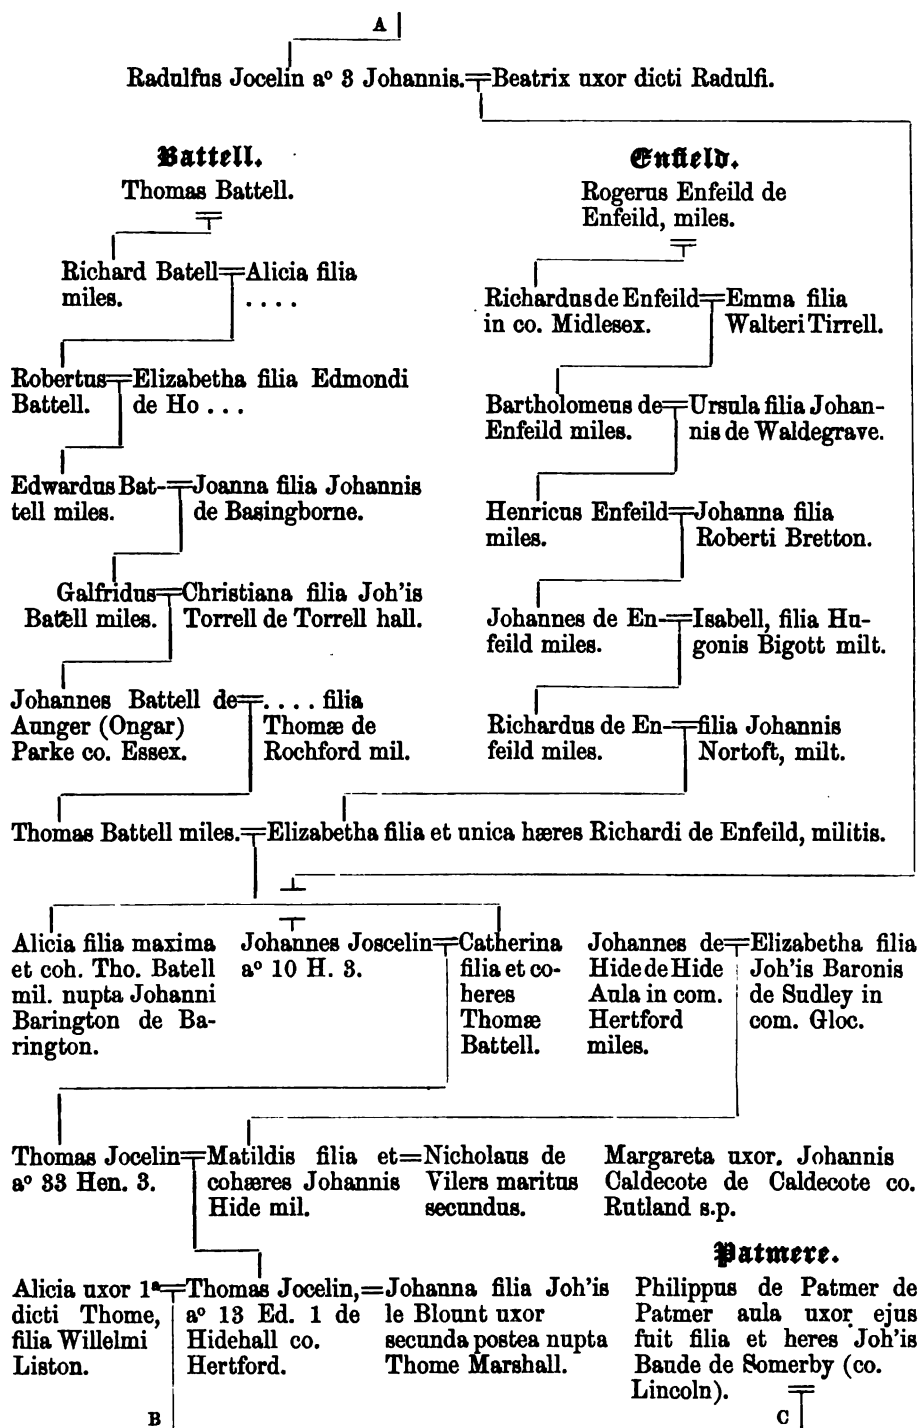 A
Radulfus Jocelin aº 3 Johannis. Beatrix uxor dicti Radulfi.
Battell.
Thomas Battell.
Richard Batell Alicia filia
miles. . . . .
Robertus Elizabetha filia Edmondi
Battell. de Ho . . .
Edwardus Bat- Joanna filia Johannis
tell miles. de Basingborne.
Galfridus Christiana filia Joh'is
Batell miles. Torrell de Torrell hall.
Johannes Battell de . . . . filia
Aunger (Ongar) Thomæ de
Parke co. Essex. Rochford mil.
Enfield.
Rogerus Enfeild de
Enfeild, miles.
Richardus de Enfeild Emma filia
in co. Midlesex. Walteri Tirrell.
Bartholomeus de Ursula filia Johan-
Enfeild miles. nis de Waldegrave.
Henricus Enfeild Johanna filia
miles. Roberti Bretton.
Johannes de En- Isabell, filia Hu-
feild miles. gonis Bigott milt.
Richardus de En- filia Johannis
feild miles. Nortoft, milt.
Thomas Battell miles. Elizabetha filia et unica hæres Richardi de Enfeild, militis.
Alicia filia maxima
et coh. Tho. Batell
mil. nupta Johanni
Barington de Ba-
rington.
Johannes Joscelin
aº 10 H. 3.
Catherina
filia et co-
heres
Thomæ
Battell.
Johannes de
Hide de Hide
Aula in com.
Hertford
miles.
Elizabetha filia
Joh'is Baronis
de Sudley in
com. Gloc.
Thomas Jocelin
aº 33 Hen. 3.
Matildis filia et
cohæres Johannis
Hide mil.
Nicholaus de
Vilers maritus
secundus.
Margareta uxor. Johannis
Caldecote de Caldecote co.
Rutland s.p.
Alicia uxor 1ª
dicti Thome,
filia Willelmi
Liston.
Thomas Jocelin,
aº 13 Ed. 1 de
Hidehall co.
Hertford.
Johanna filia Joh'is
le Blount uxor
secunda postea nupta
Thome Marshall.
Patmere.
Philippus de Patmer de
Patmer aula uxor ejus
fuit filia et heres Joh'is
Bande de Somerby (co.
Lincoln).
B
C